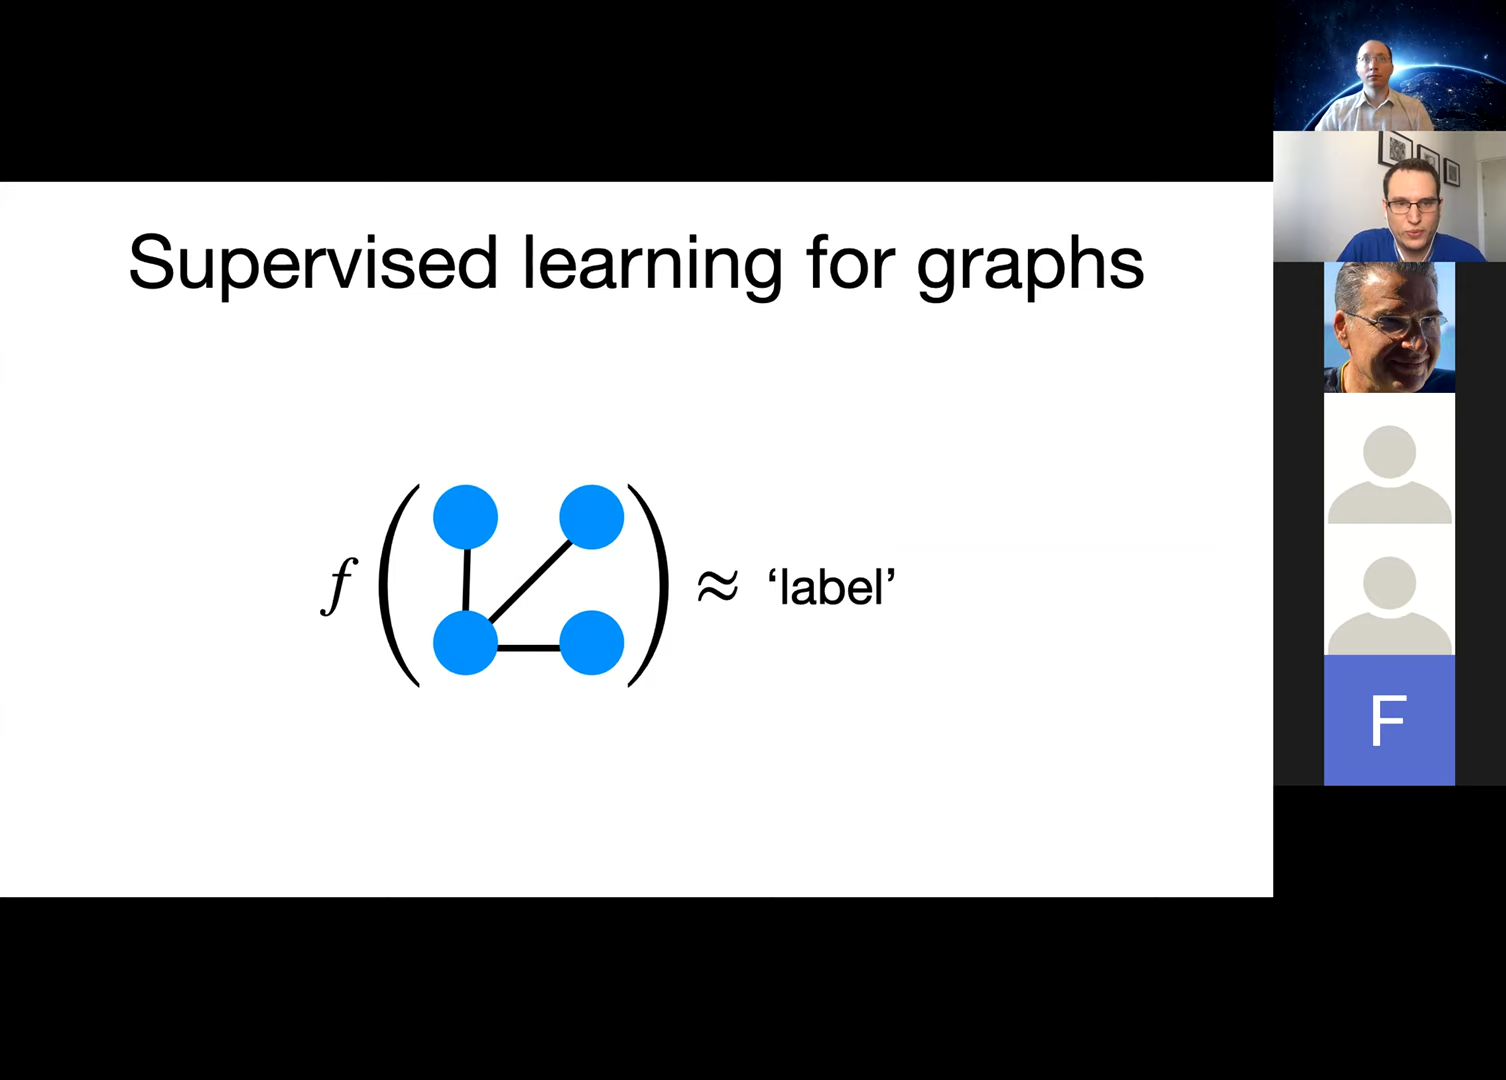 Supervised learning for graphs
f ( ) ≈ ‘label’
F